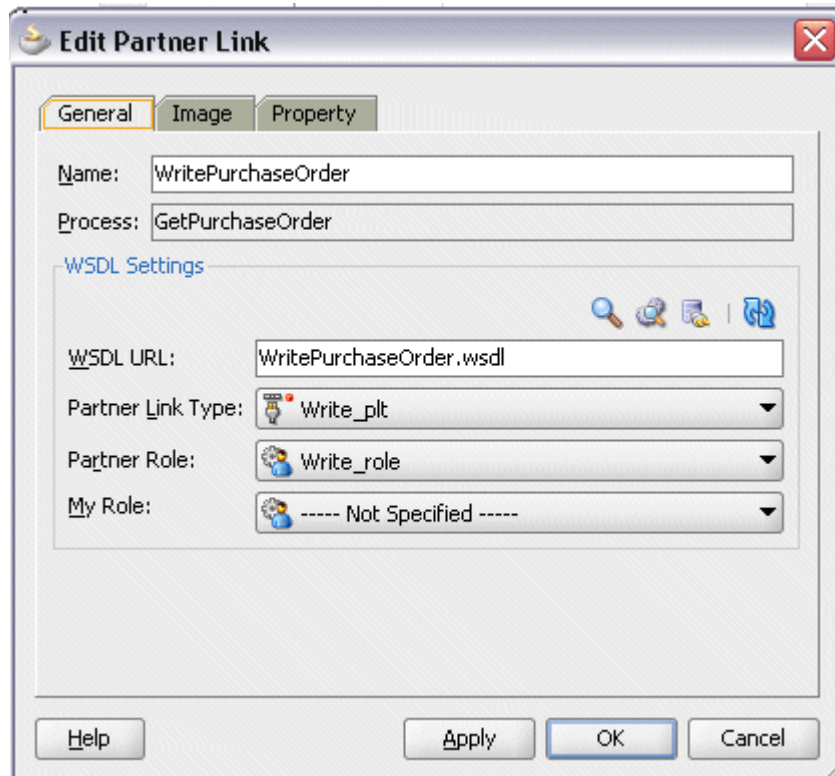 Edit Partner Link
General Image Property
Name: WritePurchaseOrder
Process: GetPurchaseOrder
WSDL Settings
WSDL URL: WritePurchaseOrder.wsdl
Partner Link Type: Write_plt
Partner Role: Write_role
My Role: ----- Not Specified -----
Help Apply OK Cancel